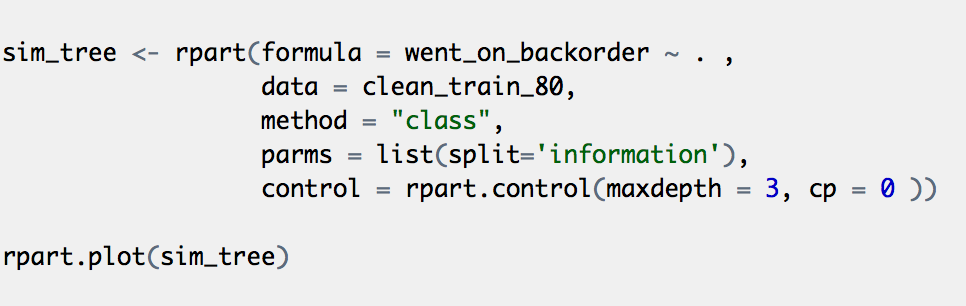 sim_tree <- rpart(formula = went_on_backorder ~ . ,
                  data = clean_train_80,
                  method = "class",
                  parms = list(split='information'),
                  control = rpart.control(maxdepth = 3, cp = 0 ))
rpart.plot(sim_tree)